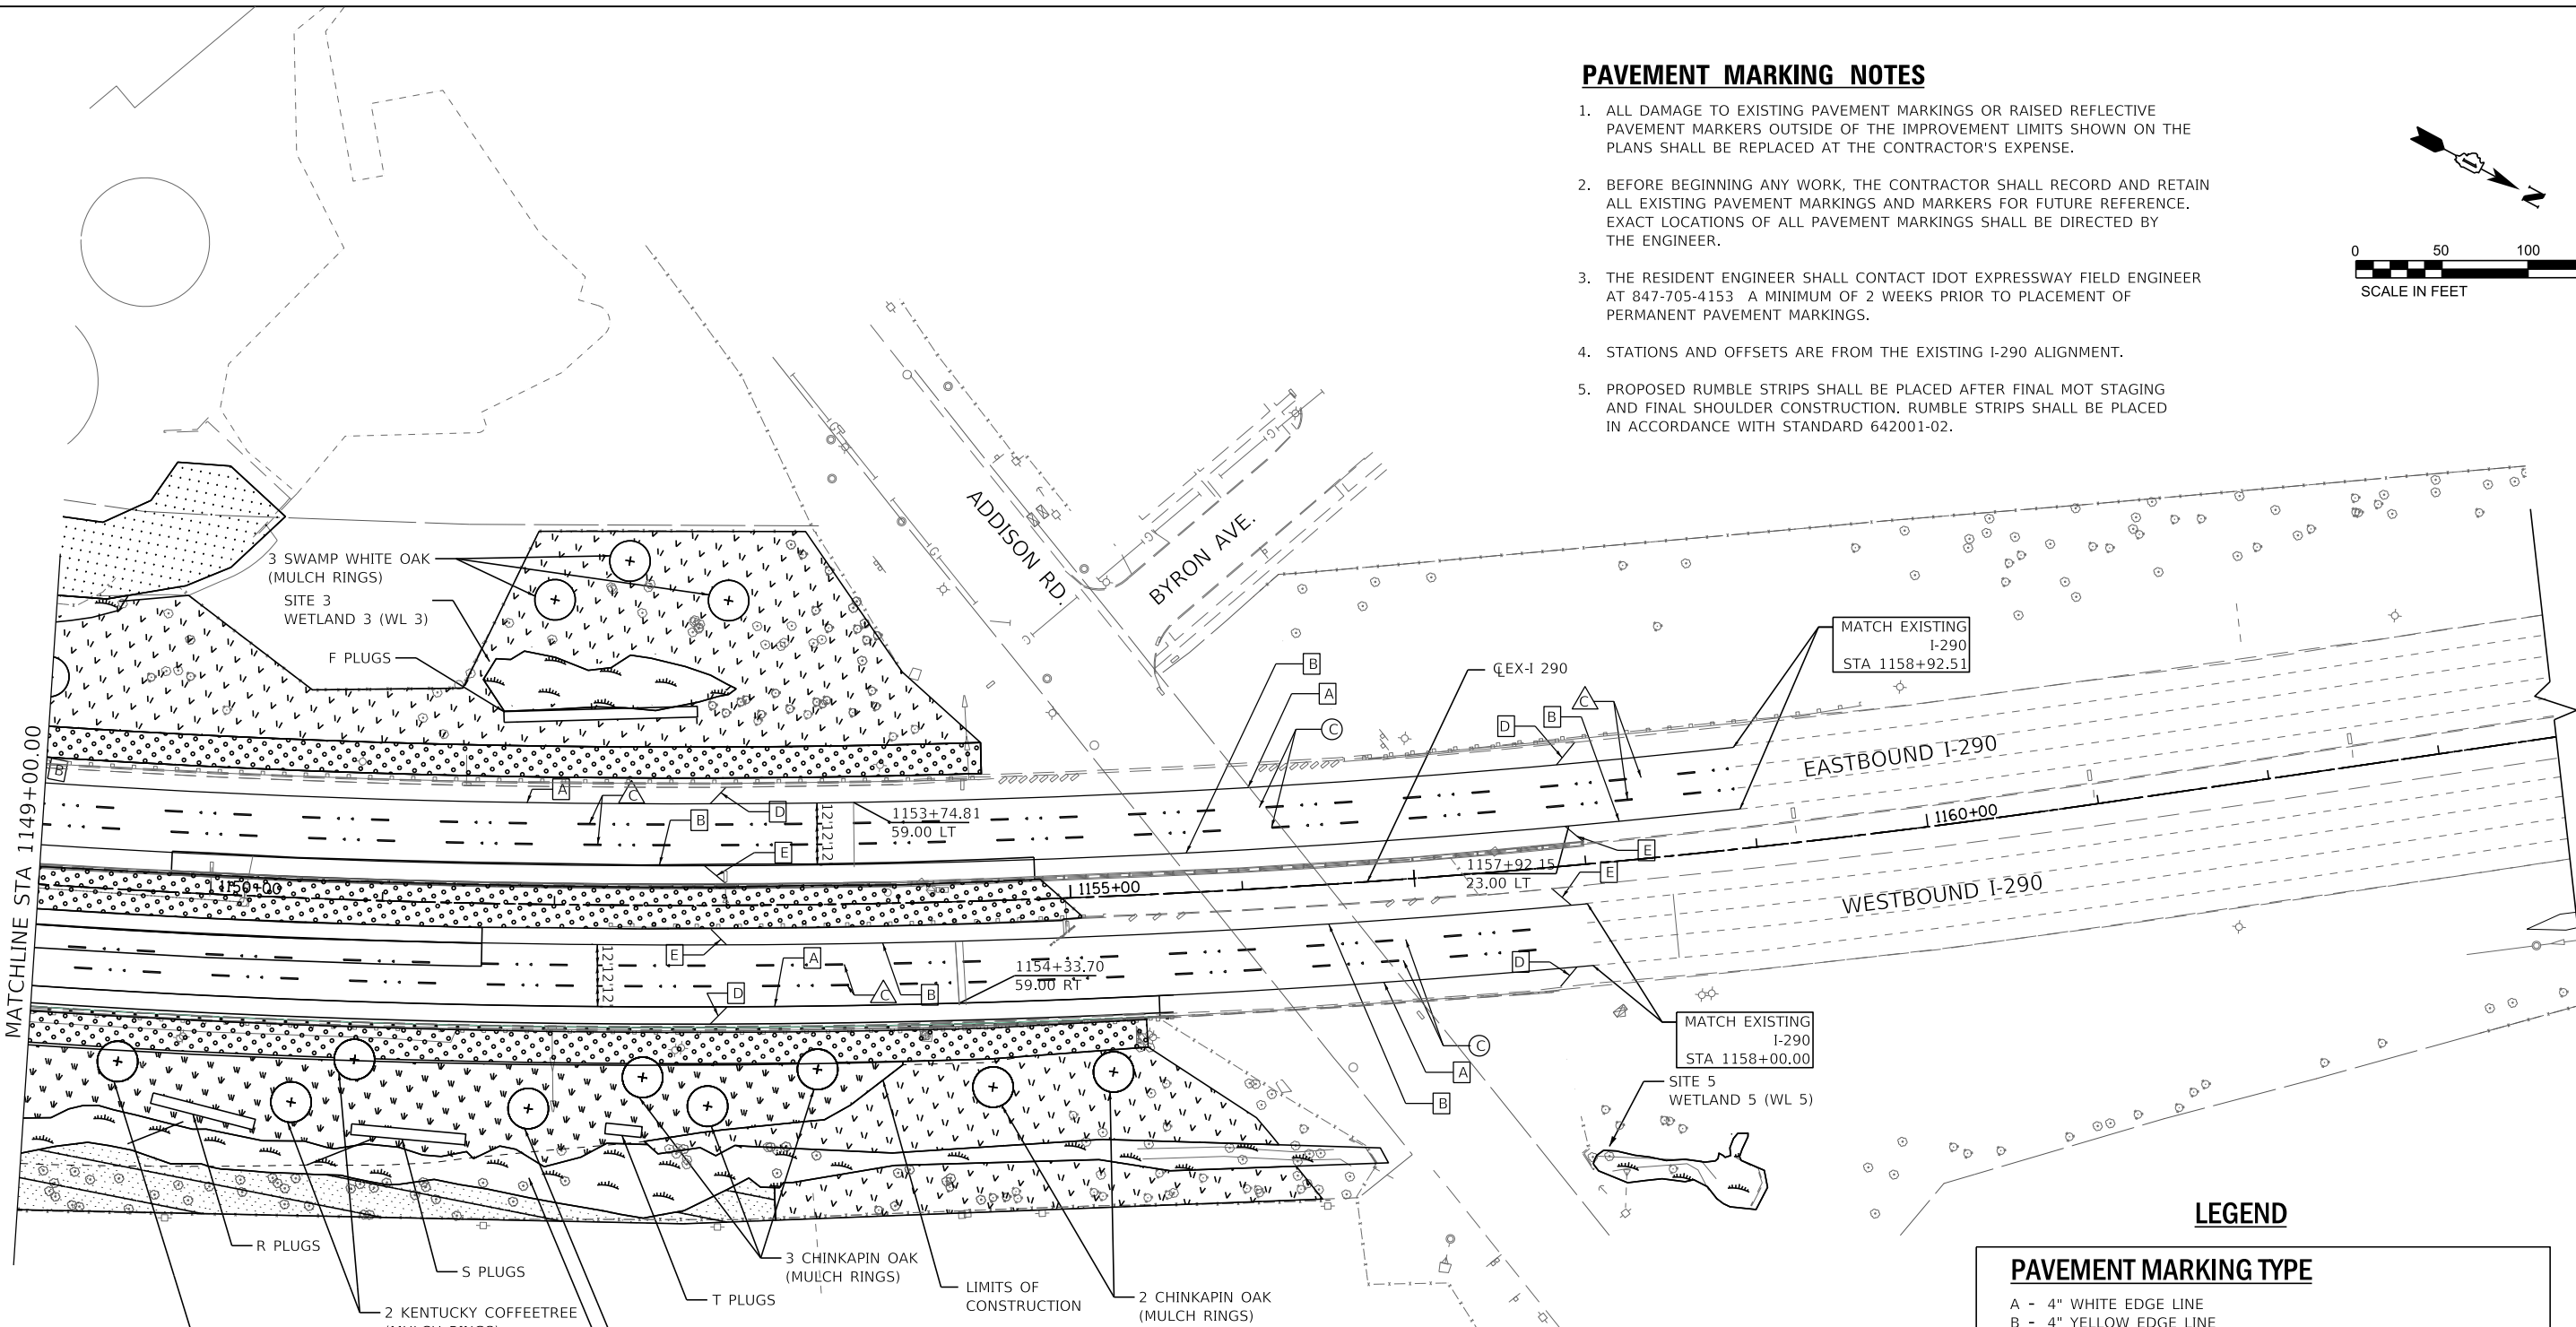 PAVEMENT MARKING NOTES
1. ALL DAMAGE TO EXISTING PAVEMENT MARKINGS OR RAISED REFLECTIVE
PAVEMENT MARKERS OUTSIDE OF THE IMPROVEMENT LIMITS SHOWN ON THE
PLANS SHALL BE REPLACED AT THE CONTRACTOR'S EXPENSE.
2. BEFORE BEGINNING ANY WORK, THE CONTRACTOR SHALL RECORD AND RETAIN
ALL EXISTING PAVEMENT MARKINGS AND MARKERS FOR FUTURE REFERENCE.
EXACT LOCATIONS OF ALL PAVEMENT MARKINGS SHALL BE DIRECTED BY
THE ENGINEER.
3. THE RESIDENT ENGINEER SHALL CONTACT IDOT EXPRESSWAY FIELD ENGINEER
AT 847-705-4153 A MINIMUM OF 2 WEEKS PRIOR TO PLACEMENT OF
PERMANENT PAVEMENT MARKINGS.
4. STATIONS AND OFFSETS ARE FROM THE EXISTING I-290 ALIGNMENT.
5. PROPOSED RUMBLE STRIPS SHALL BE PLACED AFTER FINAL MOT STAGING
AND FINAL SHOULDER CONSTRUCTION. RUMBLE STRIPS SHALL BE PLACED
IN ACCORDANCE WITH STANDARD 642001-02.
N
0 50 100
SCALE IN FEET
3 SWAMP WHITE OAK
(MULCH RINGS)
SITE 3
WETLAND 3 (WL 3)
F PLUGS
ADDISON RD.
BYRON AVE.
MATCH EXISTING
I-290
STA 1158+92.51
B
A
C
℄EX-I 290
D
B
C
EASTBOUND I-290
MATCHLINE STA 1149+00.00
B
A
C
B
D
12'12'12'
1153+74.81
59.00 LT
E
1150+00
1155+00
1157+92.15
23.00 LT
E
E
1160+00
WESTBOUND I-290
E
12'12'12'
A
D
C
B
1154+33.70
59.00 RT
D
C
A
B
MATCH EXISTING
I-290
STA 1158+00.00
SITE 5
WETLAND 5 (WL 5)
R PLUGS
S PLUGS
2 KENTUCKY COFFEETREE
(MULCH RINGS)
T PLUGS
3 CHINKAPIN OAK
(MULCH RINGS)
LIMITS OF
CONSTRUCTION
2 CHINKAPIN OAK
(MULCH RINGS)
LEGEND
PAVEMENT MARKING TYPE
A - 4" WHITE EDGE LINE
B - 4" YELLOW EDGE LINE